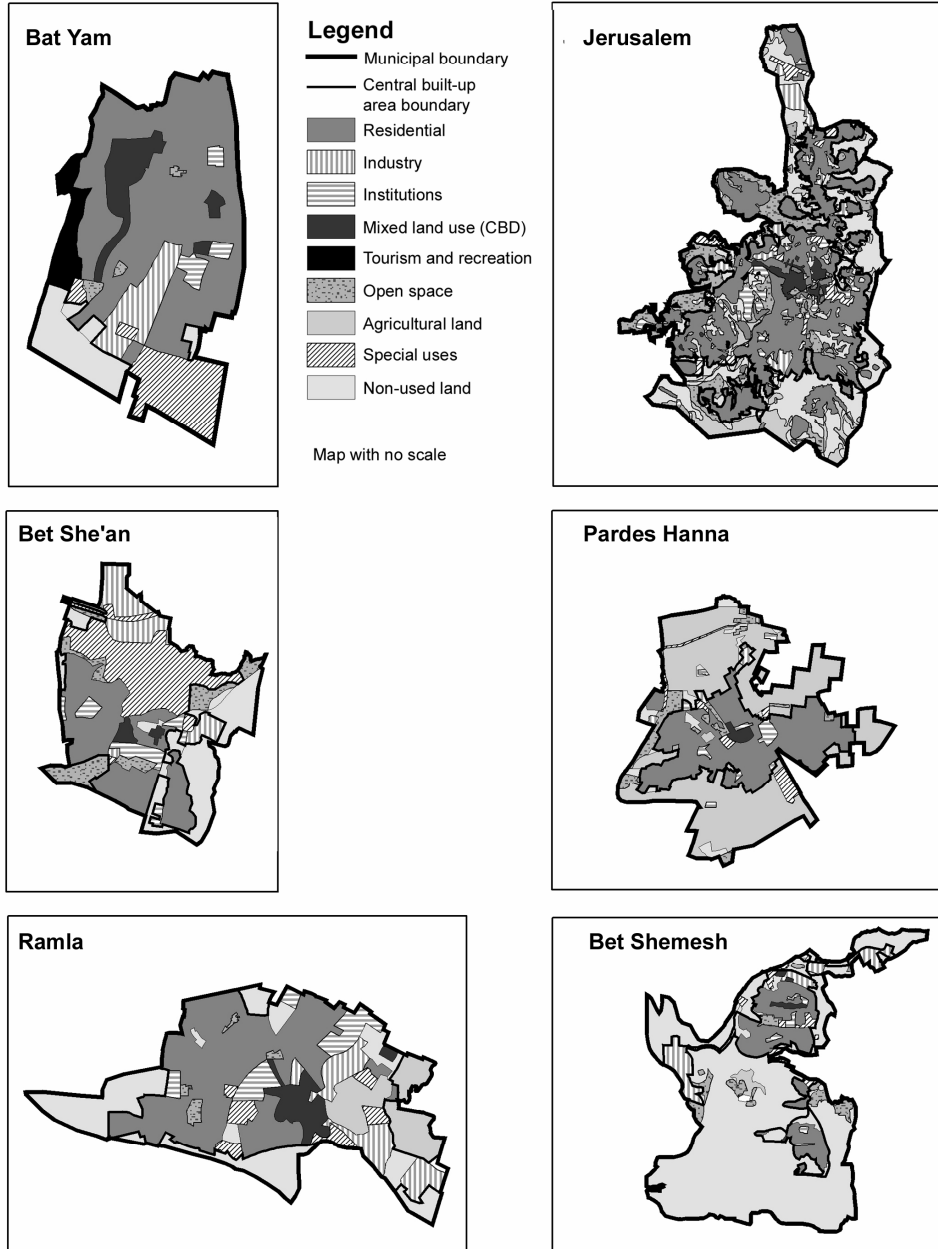 Bat Yam
Legend
Municipal boundary
Central built-up
area boundary
Residential
Industry
Institutions
Mixed land use (CBD)
Tourism and recreation
Open space
Agricultural land
Special uses
Non-used land
Map with no scale
Jerusalem
Bet She'an
Pardes Hanna
Ramla
Bet Shemesh